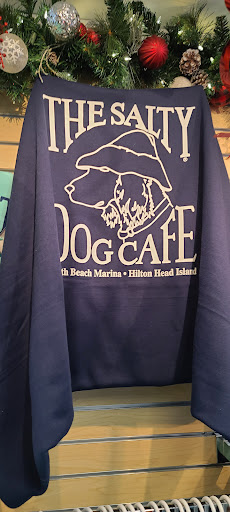 THE SALTY
DOG CAFE
th Beach Marina • Hilton Head Island